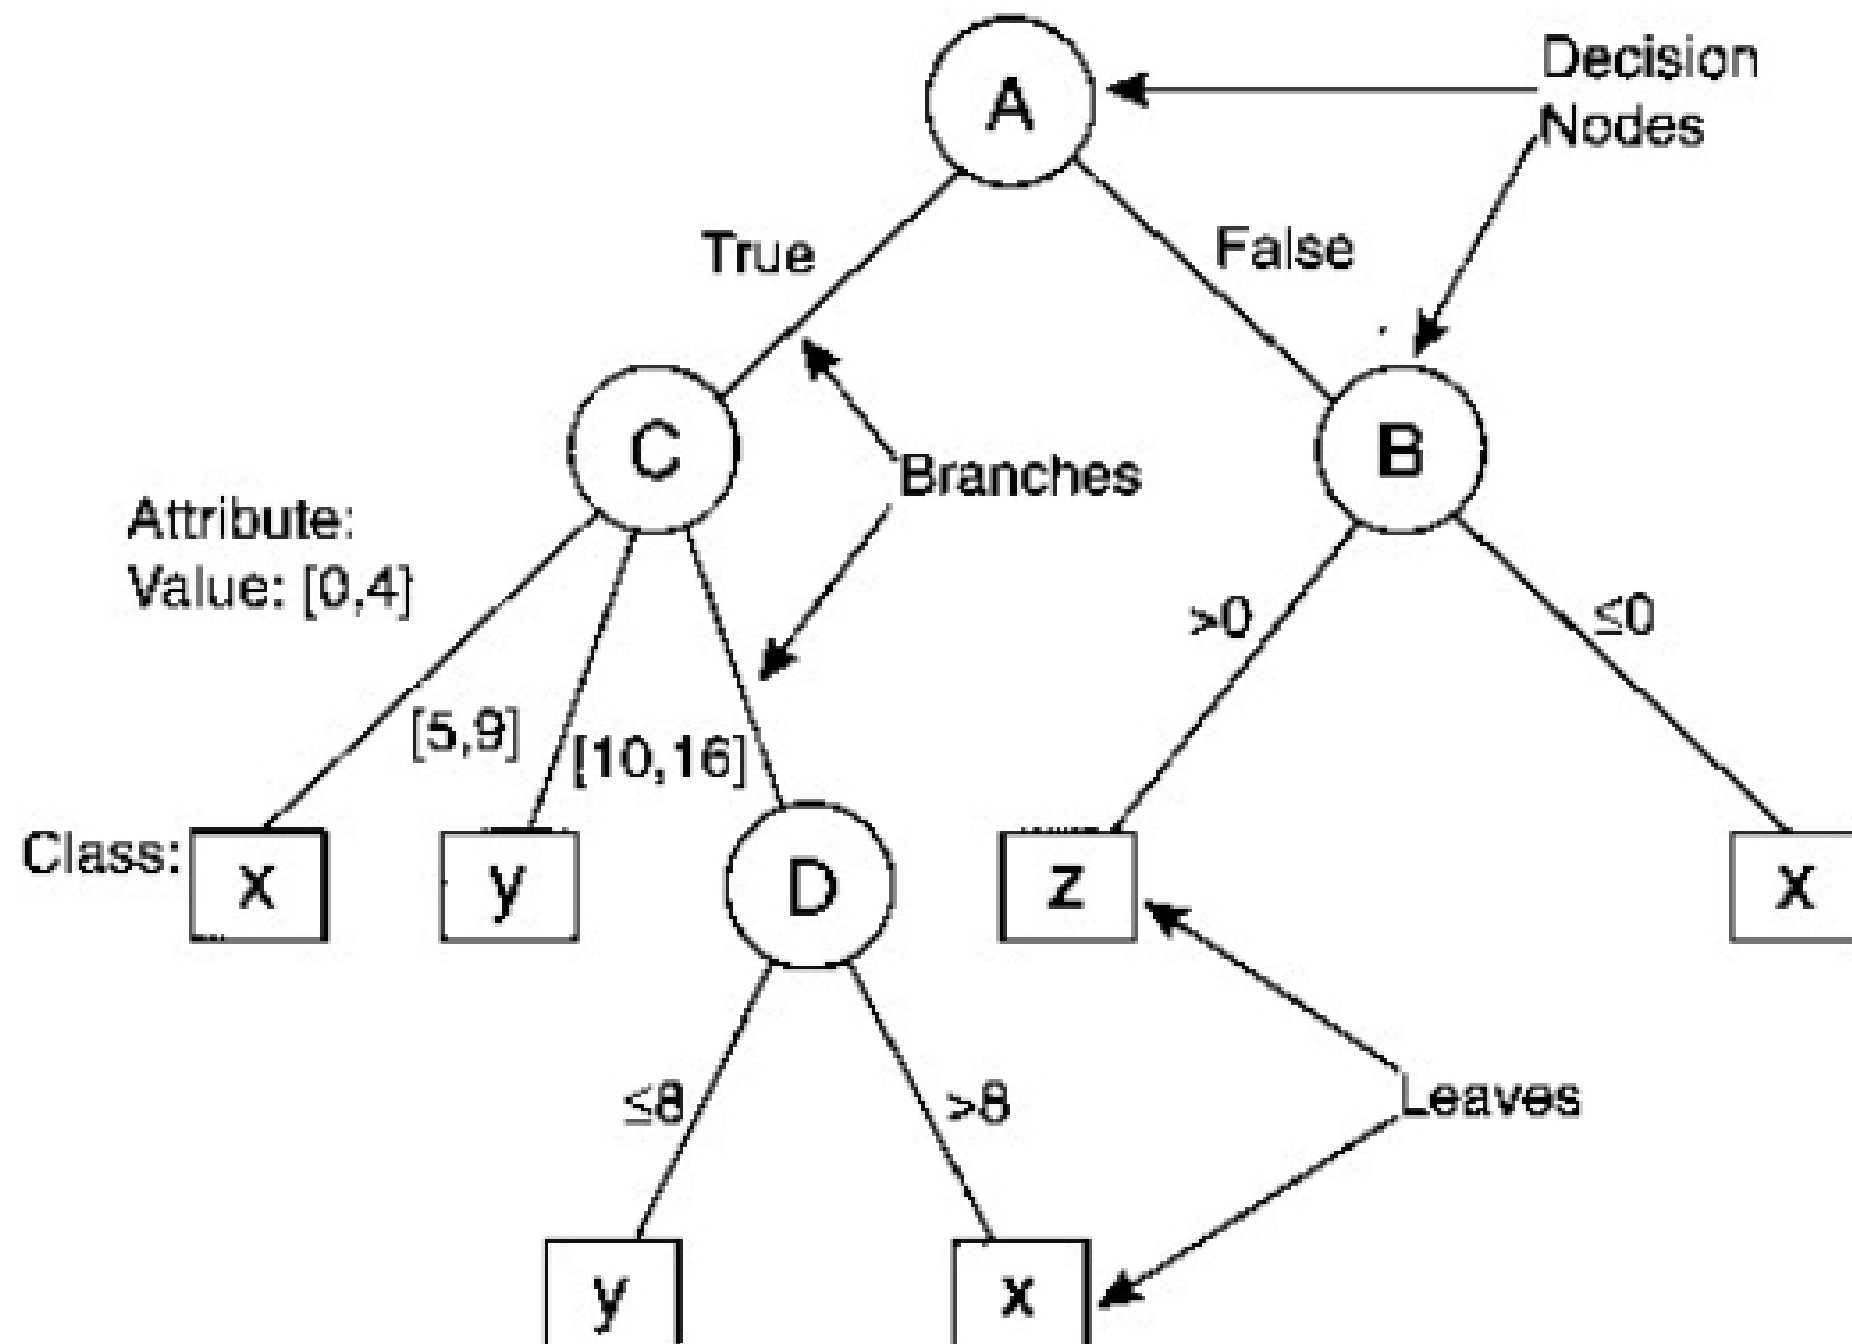 A
Decision
Nodes
True
False
C
B
Branches
Attribute:
Value: [0,4]
>0
≤0
[5,9]
[10,16]
Class:
x
y
D
z
x
≤8
>8
Leaves
y
x